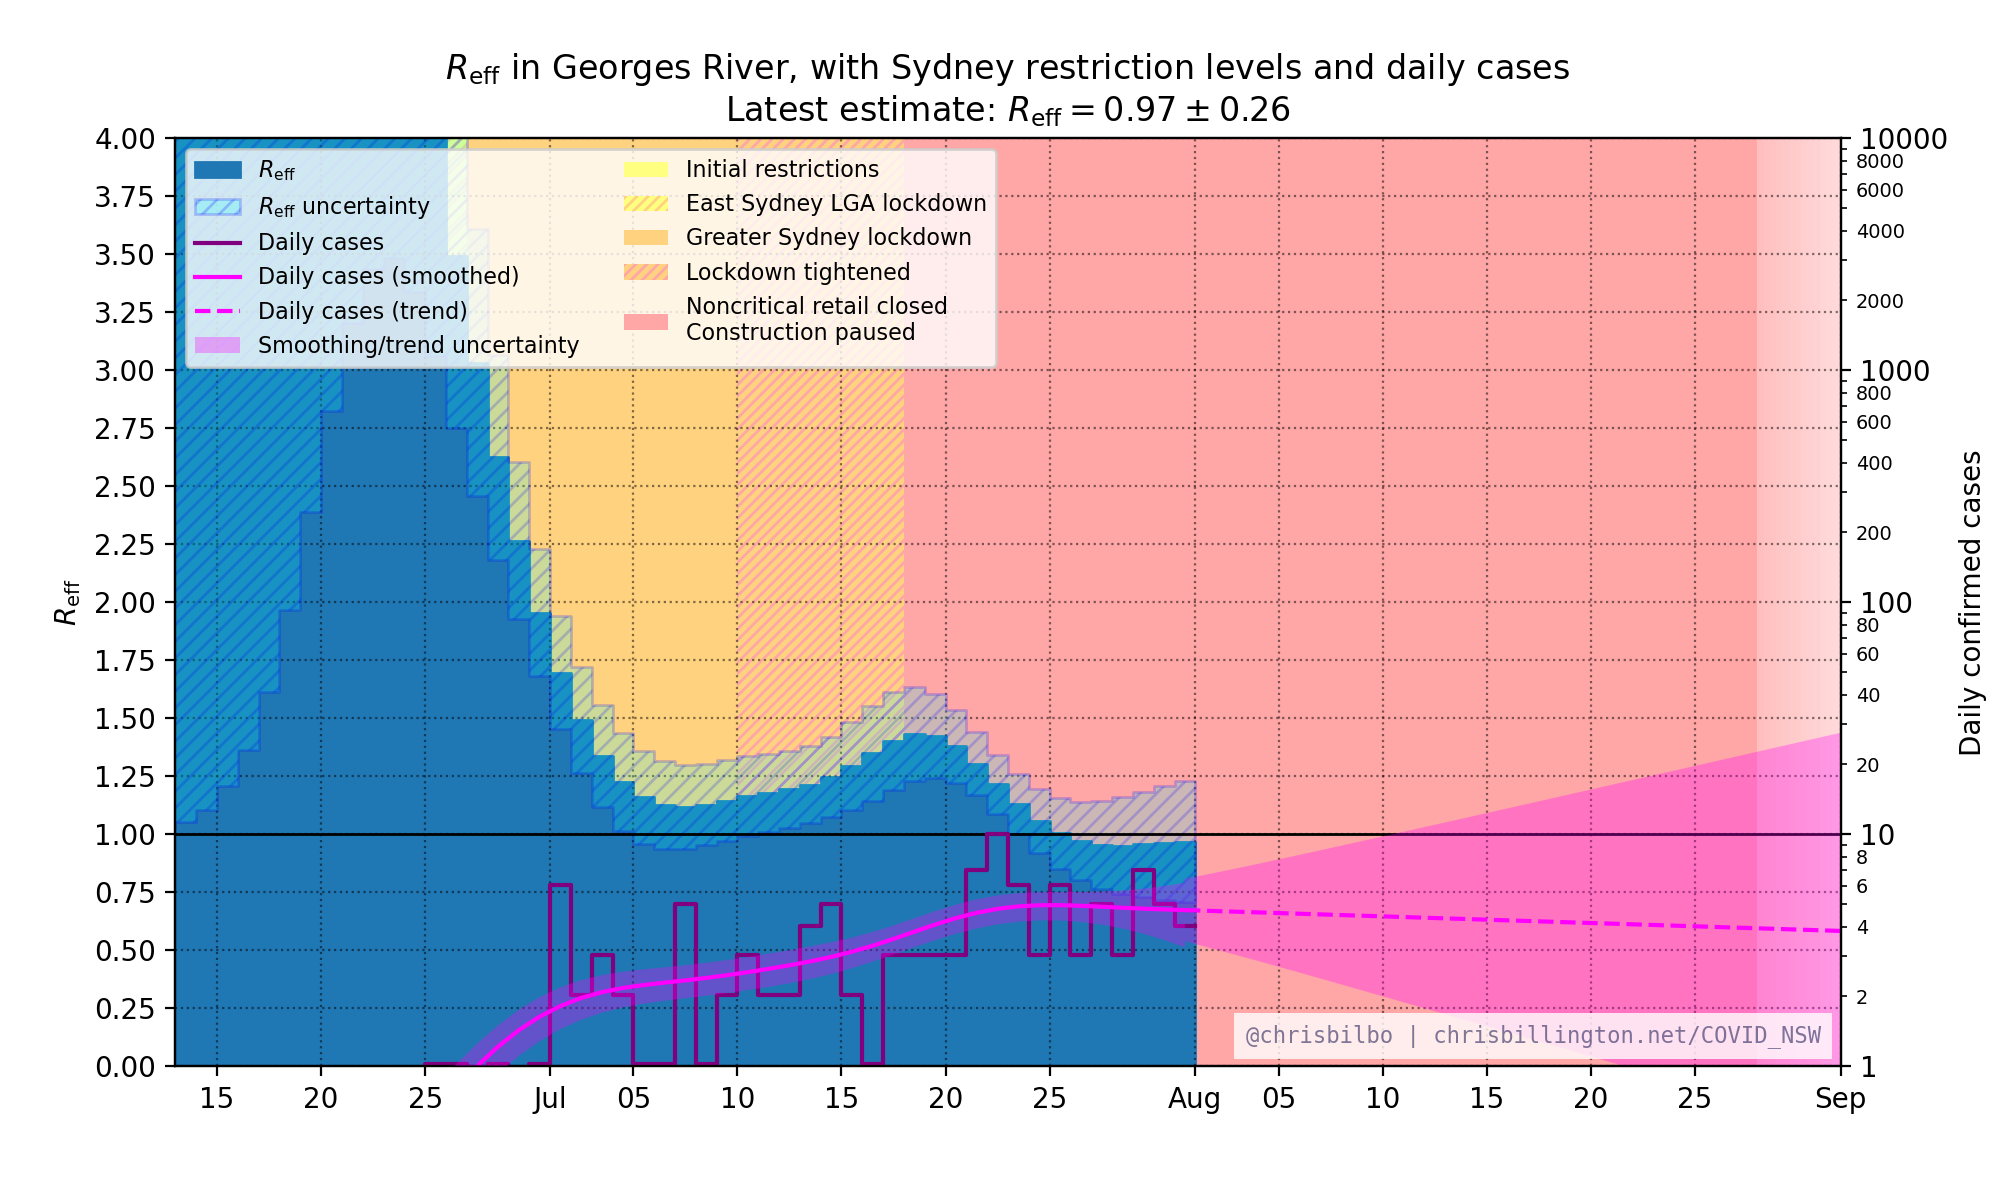 Reff in Georges River, with Sydney restriction levels and daily cases
Latest estimate: Reff = 0.97 ± 0.26
Reff
Reff uncertainty
Daily cases
Daily cases (smoothed)
Daily cases (trend)
Smoothing/trend uncertainty
Initial restrictions
East Sydney LGA lockdown
Greater Sydney lockdown
Lockdown tightened
Noncritical retail closed
Construction paused
4.00
3.75
3.50
3.25
3.00
2.75
2.50
2.25
2.00
1.75
1.50
1.25
1.00
0.75
0.50
0.25
0.00
Reff
10000
8000
6000
4000
2000
1000
800
600
400
200
100
80
60
40
20
10
8
6
4
2
1
Daily confirmed cases
@chrisbilbo | chrisbillington.net/COVID_NSW
15 20 25 Jul 05 10 15 20 25 Aug 05 10 15 20 25 Sep